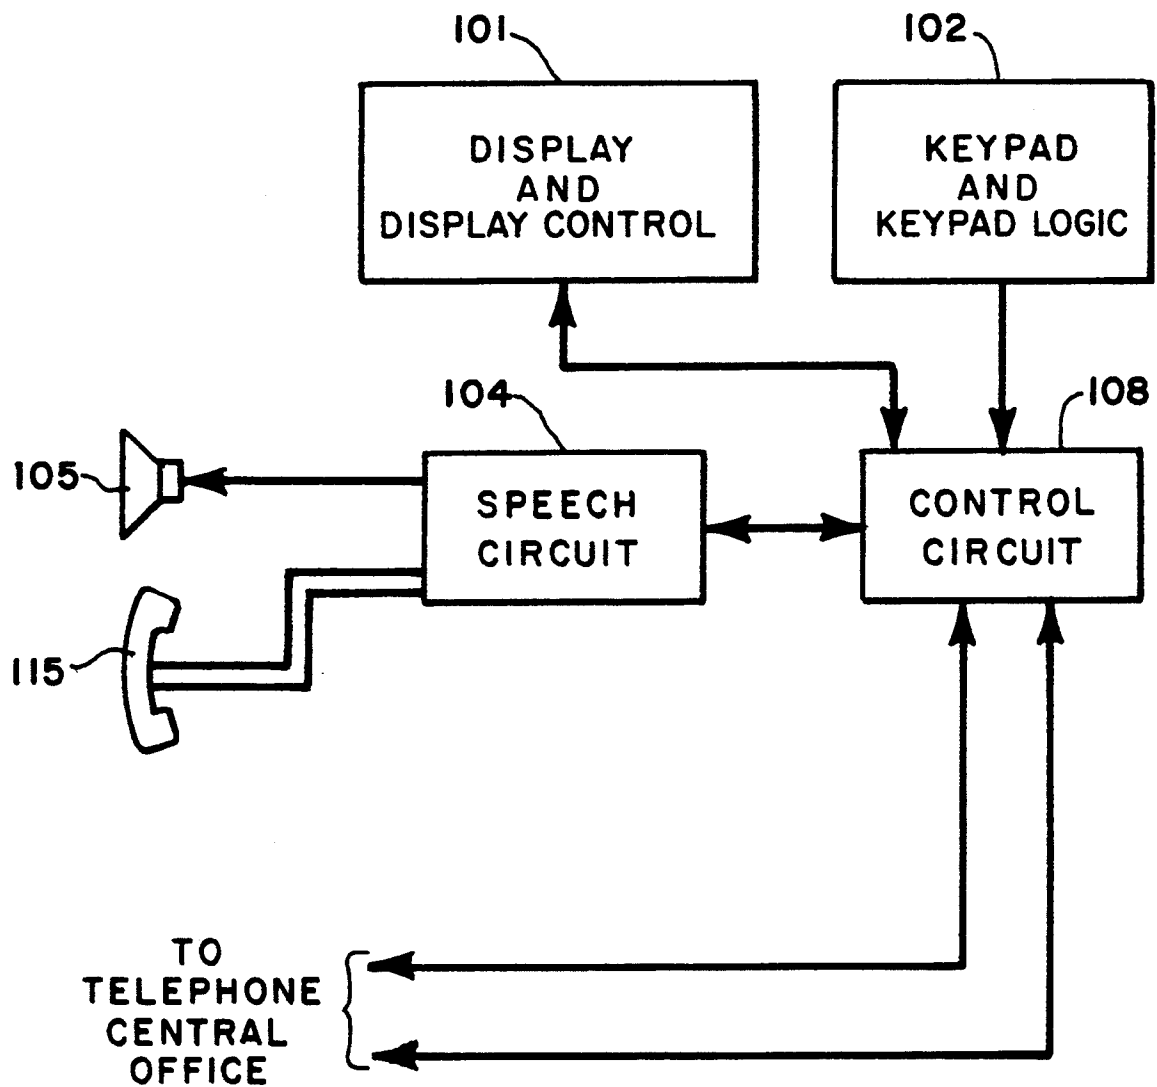 101
102
DISPLAY
AND
DISPLAY CONTROL
KEYPAD
AND
KEYPAD LOGIC
104
108
105
SPEECH
CIRCUIT
CONTROL
CIRCUIT
115
TO
TELEPHONE
CENTRAL
OFFICE